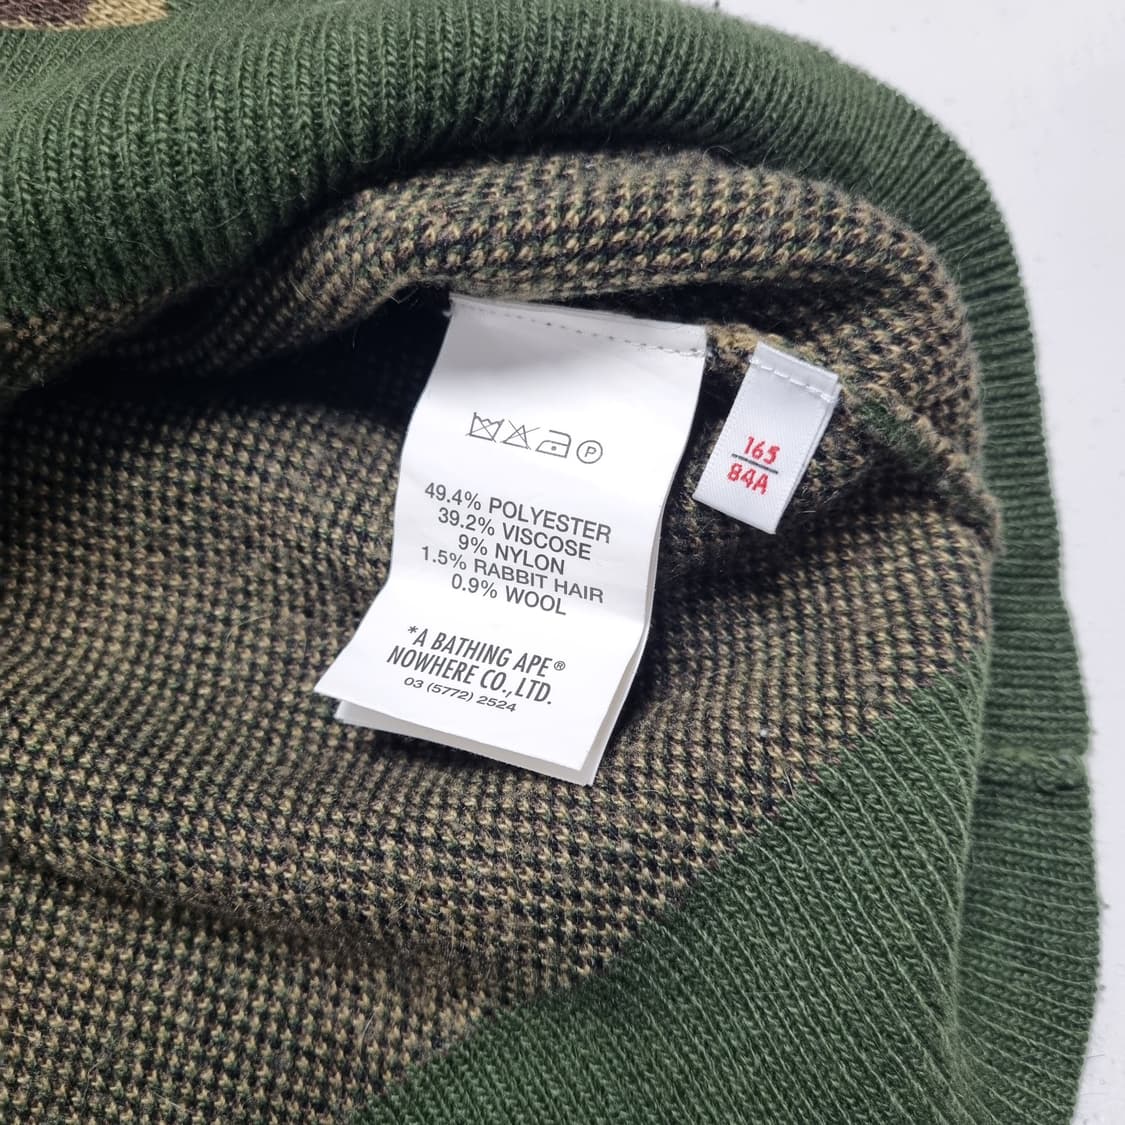 P
49.4% POLYESTER
39.2% VISCOSE
9% NYLON
1.5% RABBIT HAIR
0.9% WOOL
*A BATHING APE®
NOWHERE CO., LTD.
03 (5772) 2524
165
84A